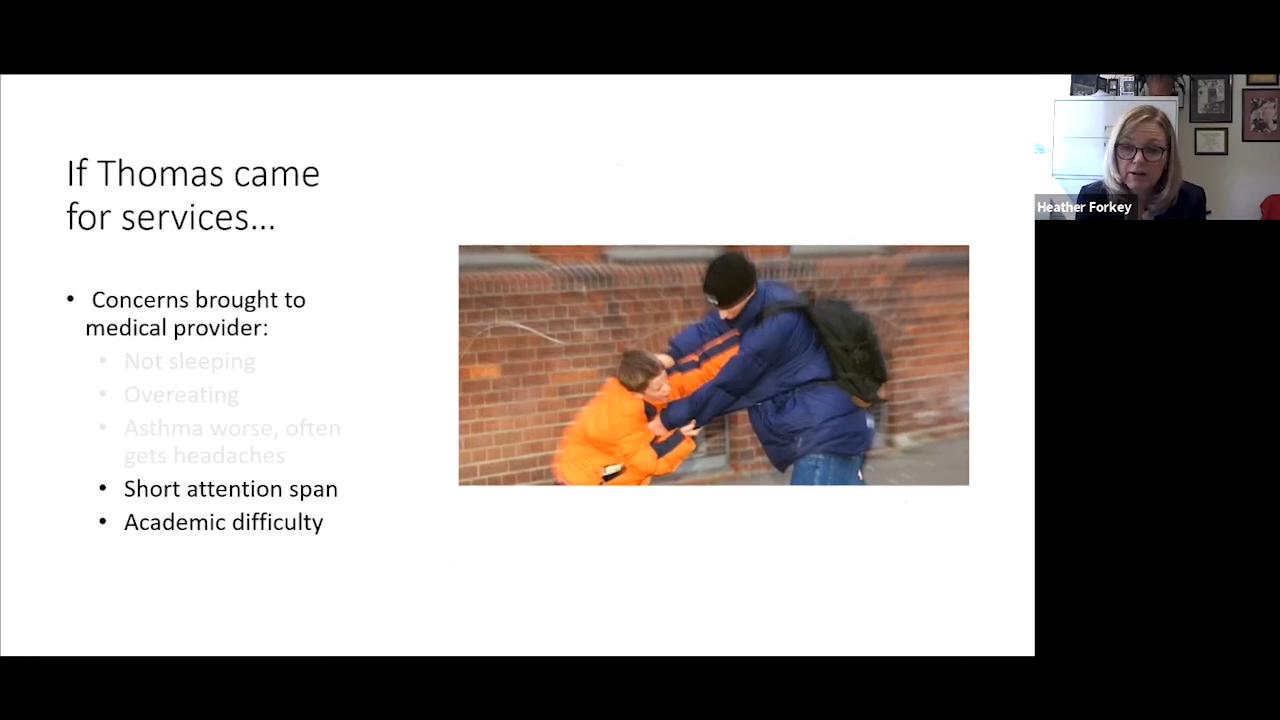 If Thomas came
for services...
• Concerns brought to
medical provider:
• Not sleeping
• Overeating
• Asthma worse, often
gets headaches
• Short attention span
• Academic difficulty
Heather Forkey